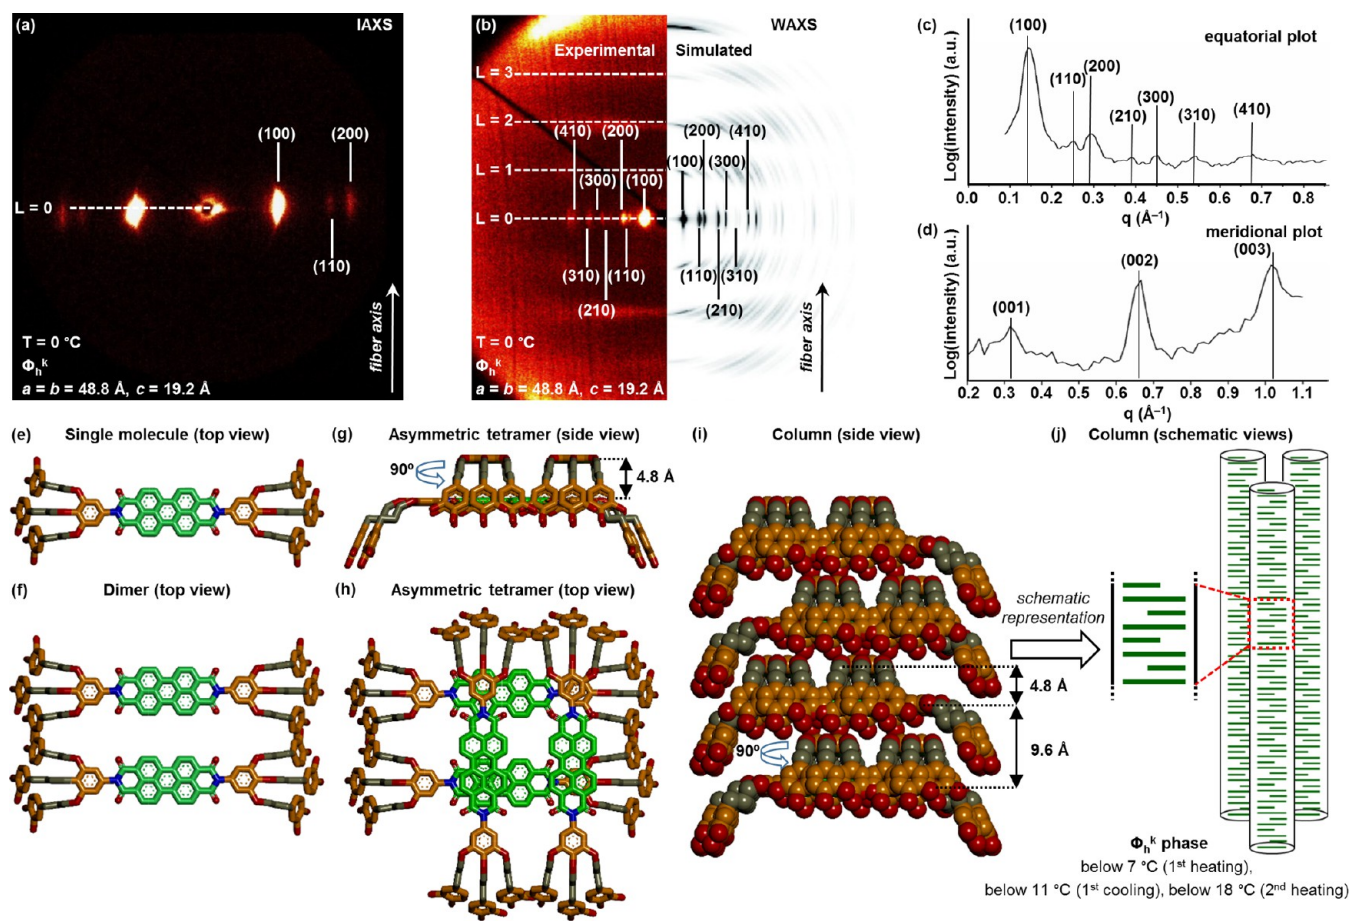 (a) IAXS
(100)
(200)
L = 0
(110)
fiber axis
T = 0 °C
Φhᵏ
a = b = 48.8 Å, c = 19.2 Å
(b) WAXS
Experimental Simulated
L = 3
L = 2
(410) (200) (200) (410)
L = 1
(100) (300)
(300) (100)
L = 0
(310) (110) (110) (310)
(210) (210)
fiber axis
T = 0 °C
Φhᵏ
a = b = 48.8 Å, c = 19.2 Å
(c) equatorial plot
(100)
(110) (200)
(210) (300) (310) (410)
Log(intensity) (a.u.)
0.0 0.1 0.2 0.3 0.4 0.5 0.6 0.7 0.8
q (Å⁻¹)
(d) meridional plot
(001) (002) (003)
Log(intensity) (a.u.)
0.2 0.3 0.4 0.5 0.6 0.7 0.8 0.9 1.0 1.1
q (Å⁻¹)
(e) Single molecule (top view)
(g) Asymmetric tetramer (side view)
90º
4.8 Å
(f) Dimer (top view)
(h) Asymmetric tetramer (top view)
(i) Column (side view)
4.8 Å
9.6 Å
90º
schematic
representation
(j) Column (schematic views)
Φhᵏ phase
below 7 °C (1st heating),
below 11 °C (1st cooling), below 18 °C (2nd heating)